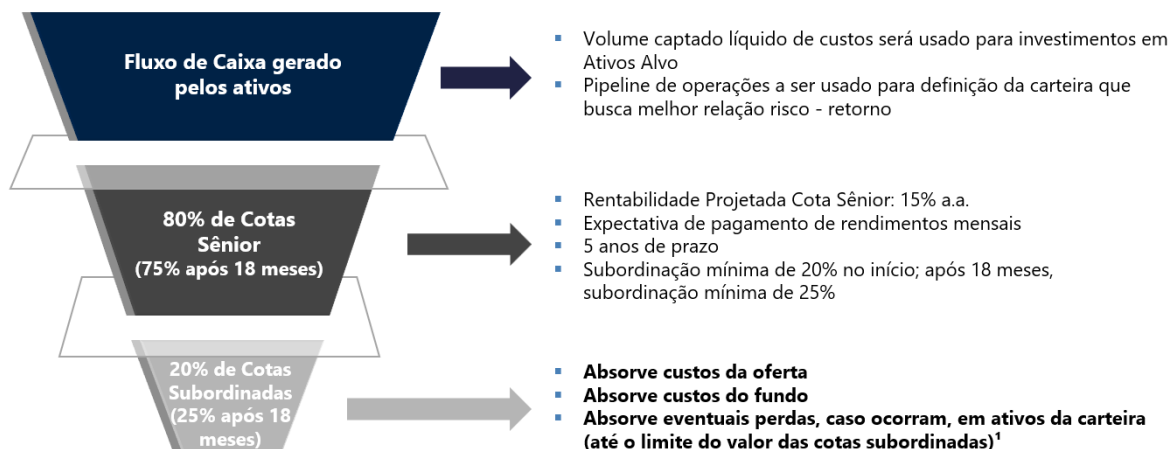 Fluxo de Caixa gerado
pelos ativos
▪ Volume captado líquido de custos será usado para investimentos em
Ativos Alvo
▪ Pipeline de operações a ser usado para definição da carteira que
busca melhor relação risco - retorno
80% de Cotas
Sênior
(75% após 18 meses)
▪ Rentabilidade Projetada Cota Sênior: 15% a.a.
▪ Expectativa de pagamento de rendimentos mensais
▪ 5 anos de prazo
▪ Subordinação mínima de 20% no início; após 18 meses,
subordinação mínima de 25%
20% de Cotas
Subordinadas
(25% após 18
meses)
▪ Absorve custos da oferta
▪ Absorve custos do fundo
▪ Absorve eventuais perdas, caso ocorram, em ativos da carteira
(até o limite do valor das cotas subordinadas)¹